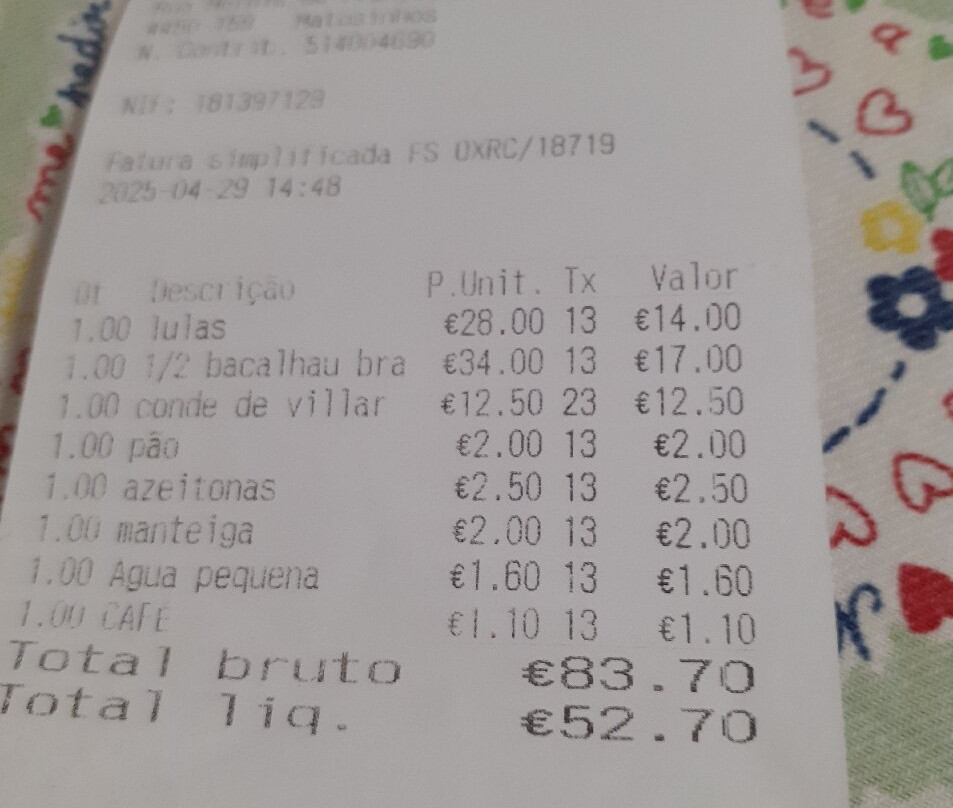 Matosinhos
N. Contrib. 514004690
NIF: 181397129
Fatura simplificada FS OXRC/18719
2025-04-29 14:48
Qt Descrição P.Unit. Tx Valor
1.00 lulas €28.00 13 €14.00
1.00 1/2 bacalhau bra €34.00 13 €17.00
1.00 conde de villar €12.50 23 €12.50
1.00 pão €2.00 13 €2.00
1.00 azeitonas €2.50 13 €2.50
1.00 manteiga €2.00 13 €2.00
1.00 Agua pequena €1.60 13 €1.60
1.00 CAFE €1.10 13 €1.10
Total bruto €83.70
Total liq. €52.70
me